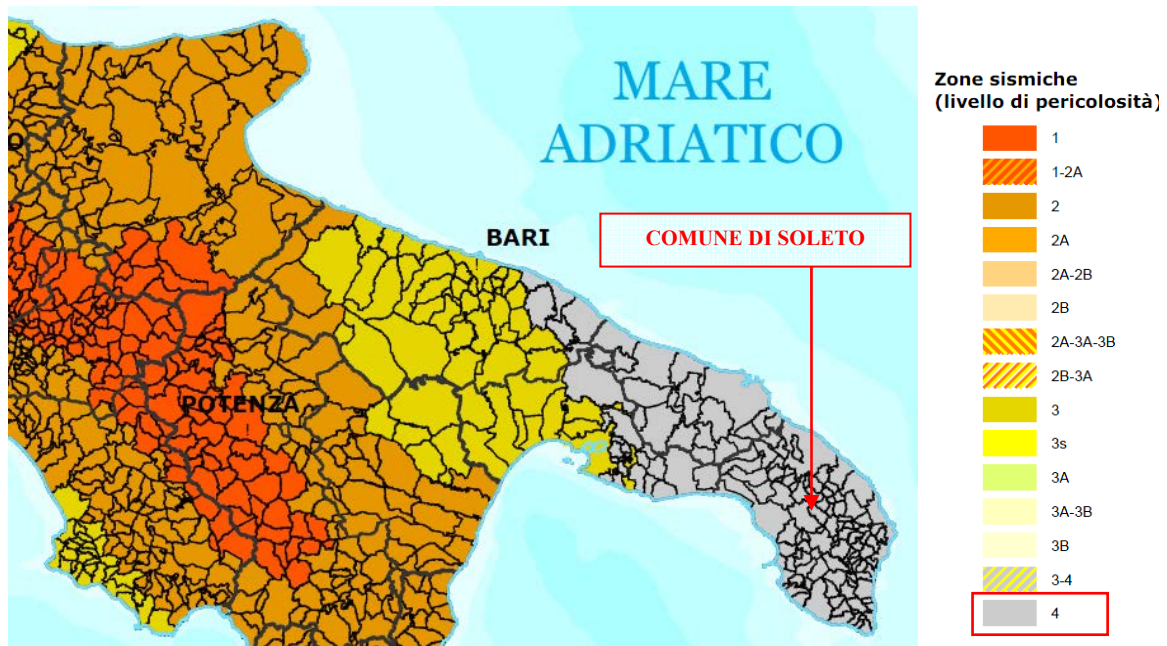 MARE
ADRIATICO
BARI
COMUNE DI SOLETO
POTENZA
O
Zone sismiche
(livello di pericolosità)
1
1-2A
2
2A
2A-2B
2B
2A-3A-3B
2B-3A
3
3s
3A
3A-3B
3B
3-4
4